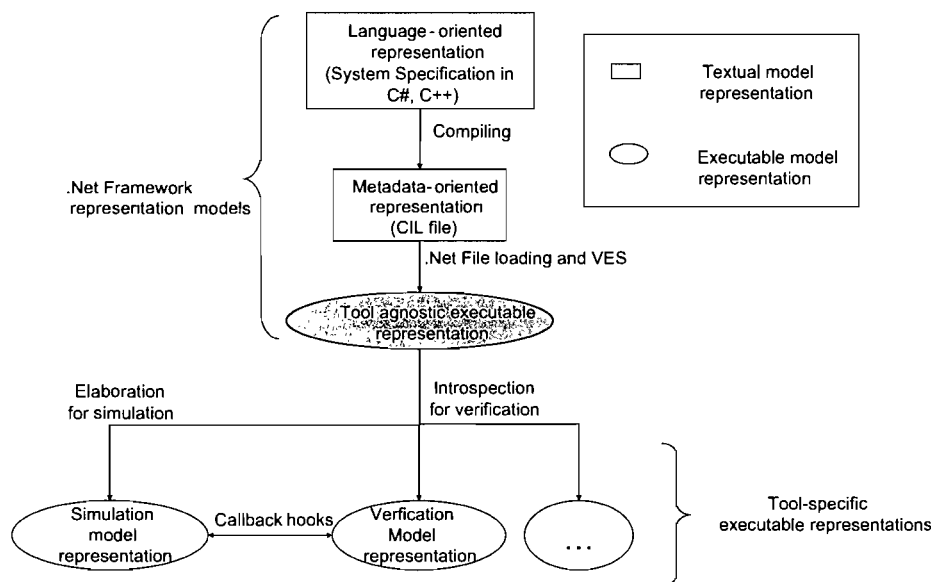 Language-oriented
representation
(System Specification in
C#, C++)
Compiling
Textual model
representation
Executable model
representation
.Net Framework
representation models
Metadata-oriented
representation
(CIL file)
.Net File loading and VES
Tool agnostic executable
representation
Elaboration
for simulation
Introspection
for verification
Simulation
model
representation
Callback hooks
Verfication
Model
representation
...
Tool-specific
executable representations